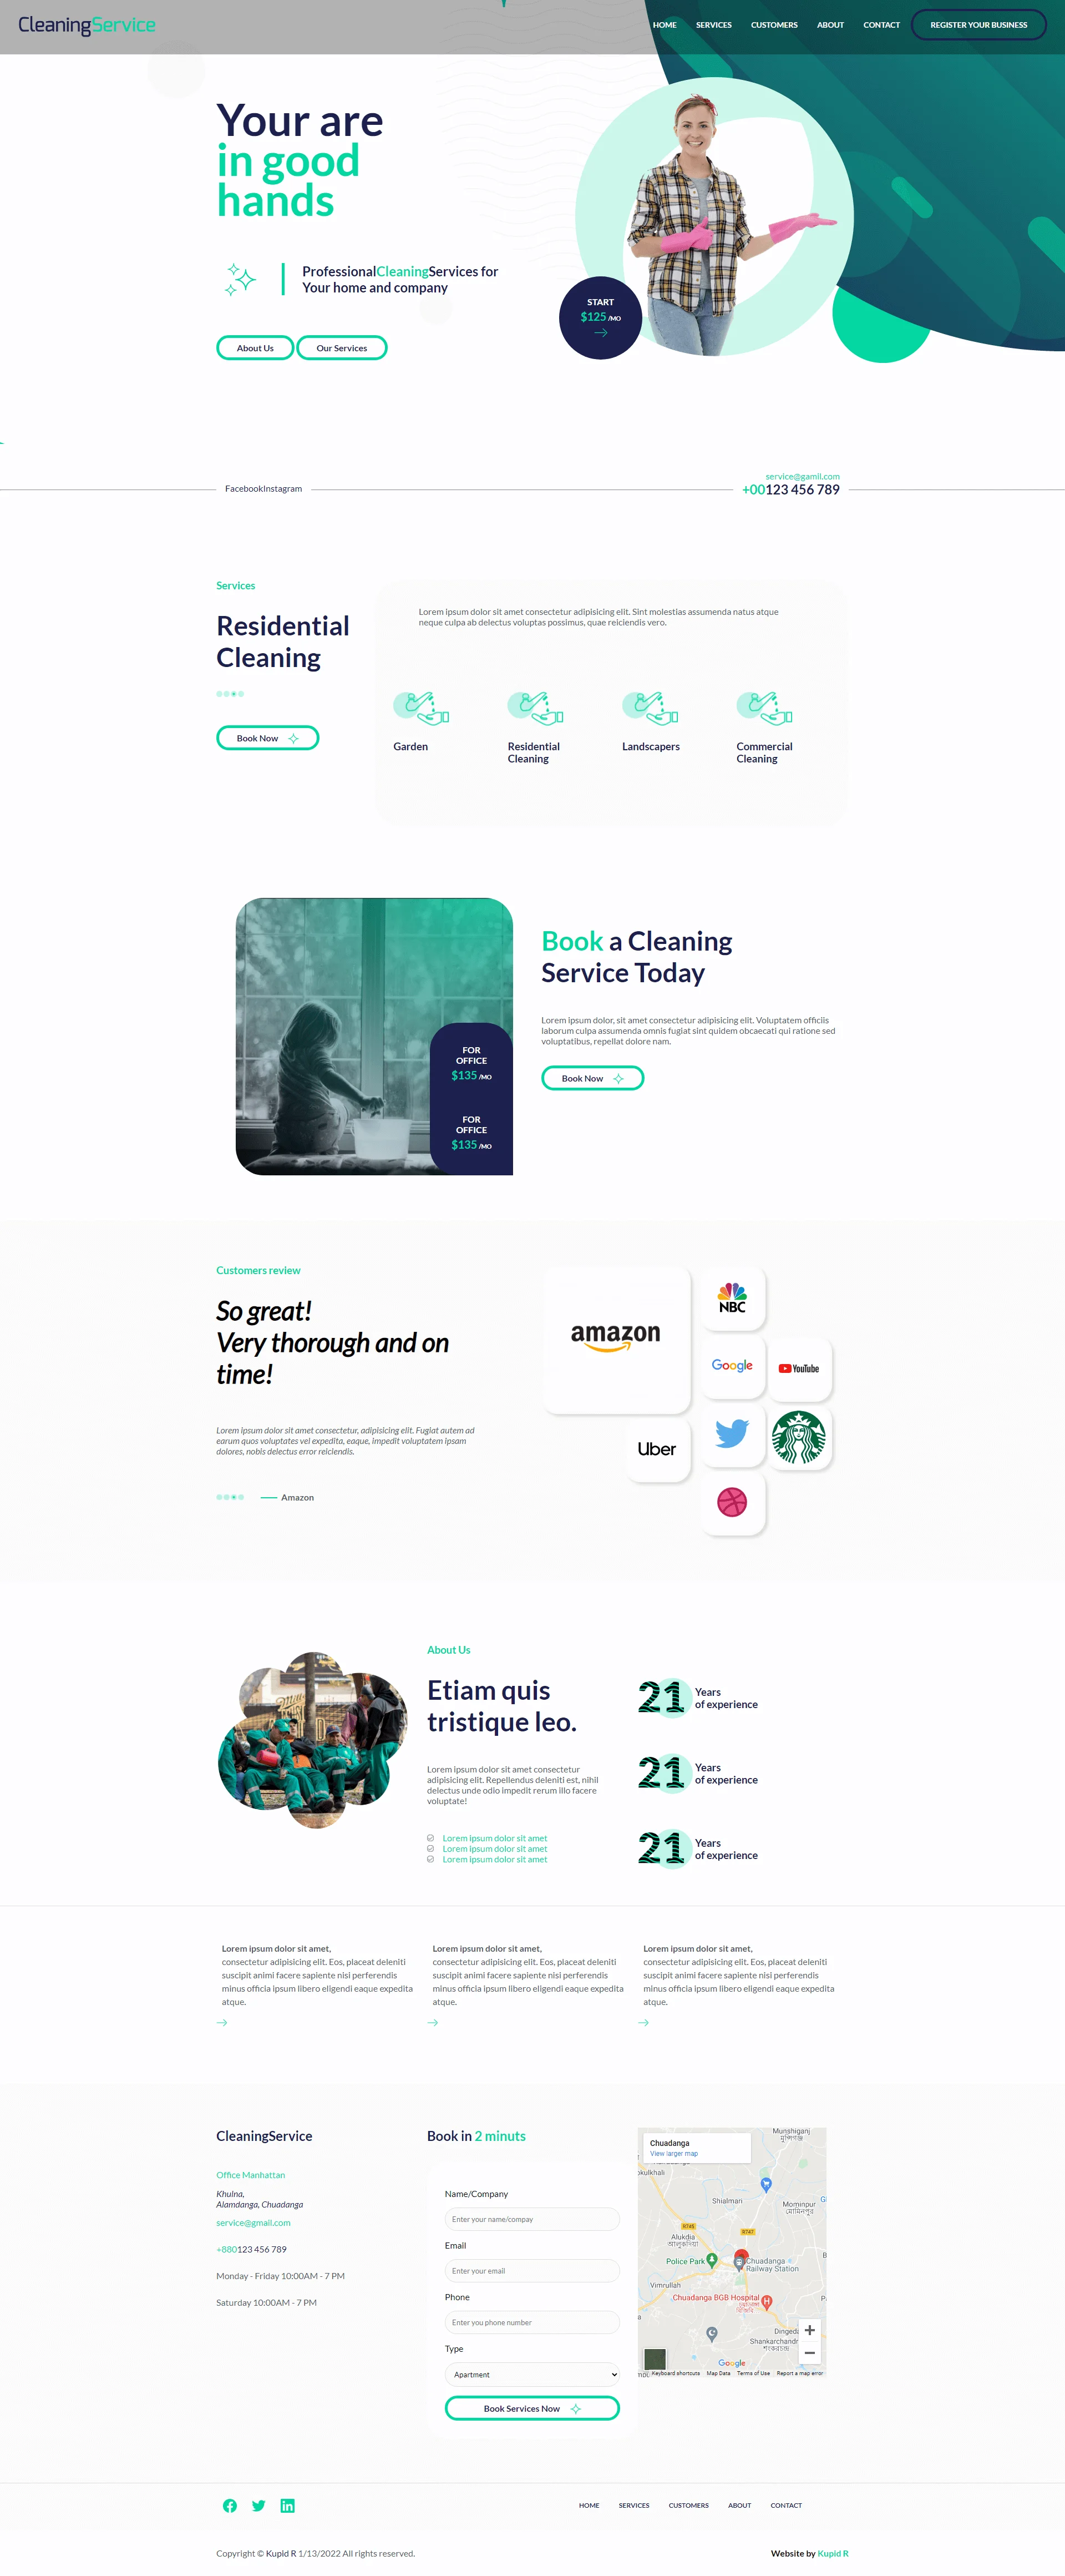 CleaningService
HOME SERVICES CUSTOMERS ABOUT CONTACT REGISTER YOUR BUSINESS
Your are
in good
hands
ProfessionalCleaningServices for
Your home and company
About Us Our Services
START
$125 /MO
FacebookInstagram
service@gamil.com
+00123 456 789
Services
Residential
Cleaning
Book Now
Lorem ipsum dolor sit amet consectetur adipisicing elit. Sint molestias assumenda natus atque
neque culpa ab delectus voluptas possimus, quae reiciendis vero.
Garden
Residential
Cleaning
Landscapers
Commercial
Cleaning
FOR
OFFICE
$135 /MO
FOR
OFFICE
$135 /MO
Book a Cleaning
Service Today
Lorem ipsum dolor, sit amet consectetur adipisicing elit. Voluptatem officiis
laborum culpa assumenda omnis fugiat sint quidem obcaecati qui ratione sed
voluptatibus, repellat dolore nam.
Book Now
Customers review
So great!
Very thorough and on
time!
Lorem ipsum dolor sit amet consectetur, adipisicing elit. Fugiat autem ad
earum quos voluptates vel expedita, eaque, impedit voluptatem ipsam
dolores, nobis delectus error reiciendis.
Amazon
amazon
NBC
Google
YouTube
Uber
About Us
Etiam quis
tristique leo.
Lorem ipsum dolor sit amet consectetur
adipisicing elit. Repellendus deleniti est, nihil
delectus unde odio impedit rerum illo facere
voluptate!
Lorem ipsum dolor sit amet
Lorem ipsum dolor sit amet
Lorem ipsum dolor sit amet
21 Years
of experience
21 Years
of experience
21 Years
of experience
Lorem ipsum dolor sit amet,
consectetur adipisicing elit. Eos, placeat deleniti
suscipit animi facere sapiente nisi perferendis
minus officia ipsum libero eligendi eaque expedita
atque.
Lorem ipsum dolor sit amet,
consectetur adipisicing elit. Eos, placeat deleniti
suscipit animi facere sapiente nisi perferendis
minus officia ipsum libero eligendi eaque expedita
atque.
Lorem ipsum dolor sit amet,
consectetur adipisicing elit. Eos, placeat deleniti
suscipit animi facere sapiente nisi perferendis
minus officia ipsum libero eligendi eaque expedita
atque.
CleaningService
Office Manhattan
Khulna,
Alamdanga, Chuadanga
service@gmail.com
+880123 456 789
Monday - Friday 10:00AM - 7 PM
Saturday 10:00AM - 7 PM
Book in 2 minuts
Name/Company
Enter your name/compay
Email
Enter your email
Phone
Enter you phone number
Type
Apartment
Book Services Now
Chuadanga
View larger map
Munshiganj
মুন্সিগঞ্জ
okulkhali
Shialman
Mominpur
মোমিনপুর
R745
R747
Alukdia
আলুকদিয়া
Police Park
Chuadanga
Railway Station
Vimrulla
Chuadanga BGB Hospital
Dingeda
Shankarchandra
শংকরচন্দ্র
Google
Keyboard shortcuts Map Data Terms of Use Report a map error
HOME SERVICES CUSTOMERS ABOUT CONTACT
Copyright © Kupid R 1/13/2022 All rights reserved.
Website by Kupid R